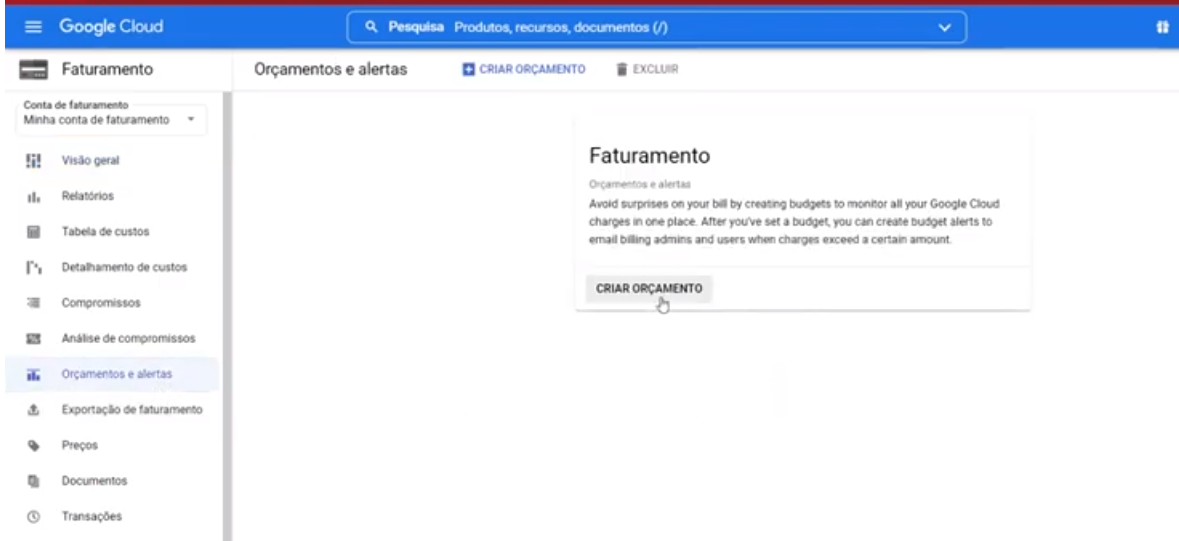 Google Cloud
Pesquisa Produtos, recursos, documentos (/)
Faturamento
Orçamentos e alertas
CRIAR ORÇAMENTO
EXCLUIR
Conta de faturamento
Minha conta de faturamento
Visão geral
Relatórios
Tabela de custos
Detalhamento de custos
Compromissos
Análise de compromissos
Orçamentos e alertas
Exportação de faturamento
Preços
Documentos
Transações
Faturamento
Orçamentos e alertas
Avoid surprises on your bill by creating budgets to monitor all your Google Cloud
charges in one place. After you've set a budget, you can create budget alerts to
email billing admins and users when charges exceed a certain amount.
CRIAR ORÇAMENTO